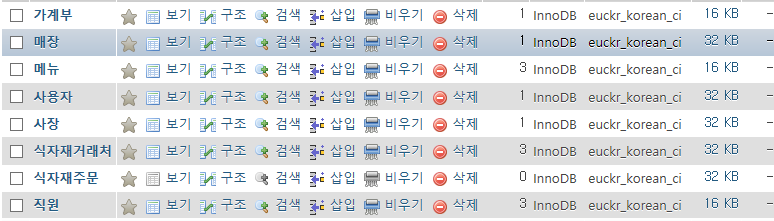 가계부 보기 구조 검색 삽입 비우기 삭제 1 InnoDB euckr_korean_ci 16 KB -
매장 보기 구조 검색 삽입 비우기 삭제 1 InnoDB euckr_korean_ci 32 KB -
메뉴 보기 구조 검색 삽입 비우기 삭제 3 InnoDB euckr_korean_ci 16 KB -
사용자 보기 구조 검색 삽입 비우기 삭제 1 InnoDB euckr_korean_ci 32 KB -
사장 보기 구조 검색 삽입 비우기 삭제 1 InnoDB euckr_korean_ci 32 KB -
식자재거래처 보기 구조 검색 삽입 비우기 삭제 3 InnoDB euckr_korean_ci 32 KB -
식자재주문 보기 구조 검색 삽입 비우기 삭제 0 InnoDB euckr_korean_ci 32 KB -
직원 보기 구조 검색 삽입 비우기 삭제 3 InnoDB euckr_korean_ci 16 KB -